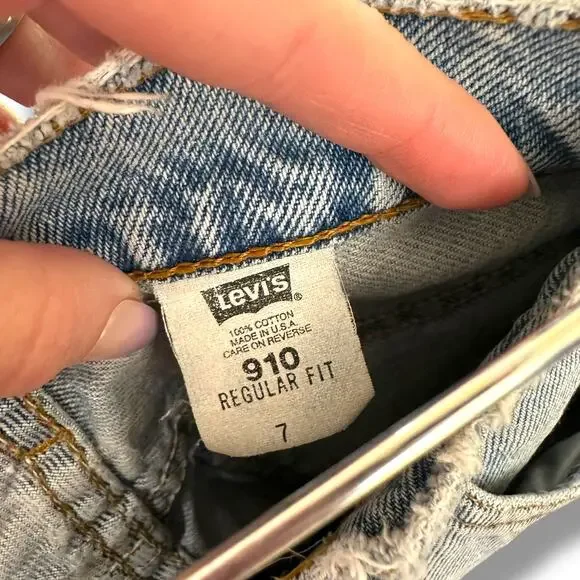 Levi's ®
100% COTTON
MADE IN U.S.A
CARE ON REVERSE
910
REGULAR FIT
7